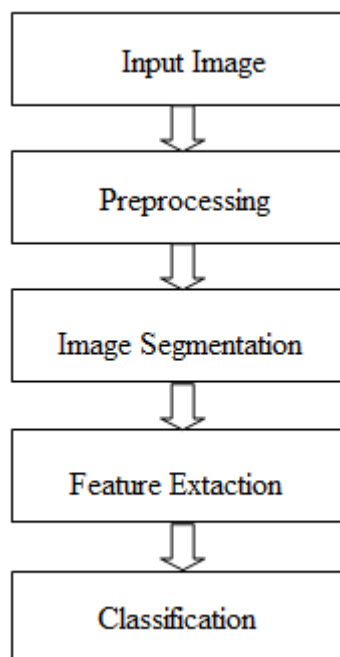 Input Image
Preprocessing
Image Segmentation
Feature Extaction
Classification